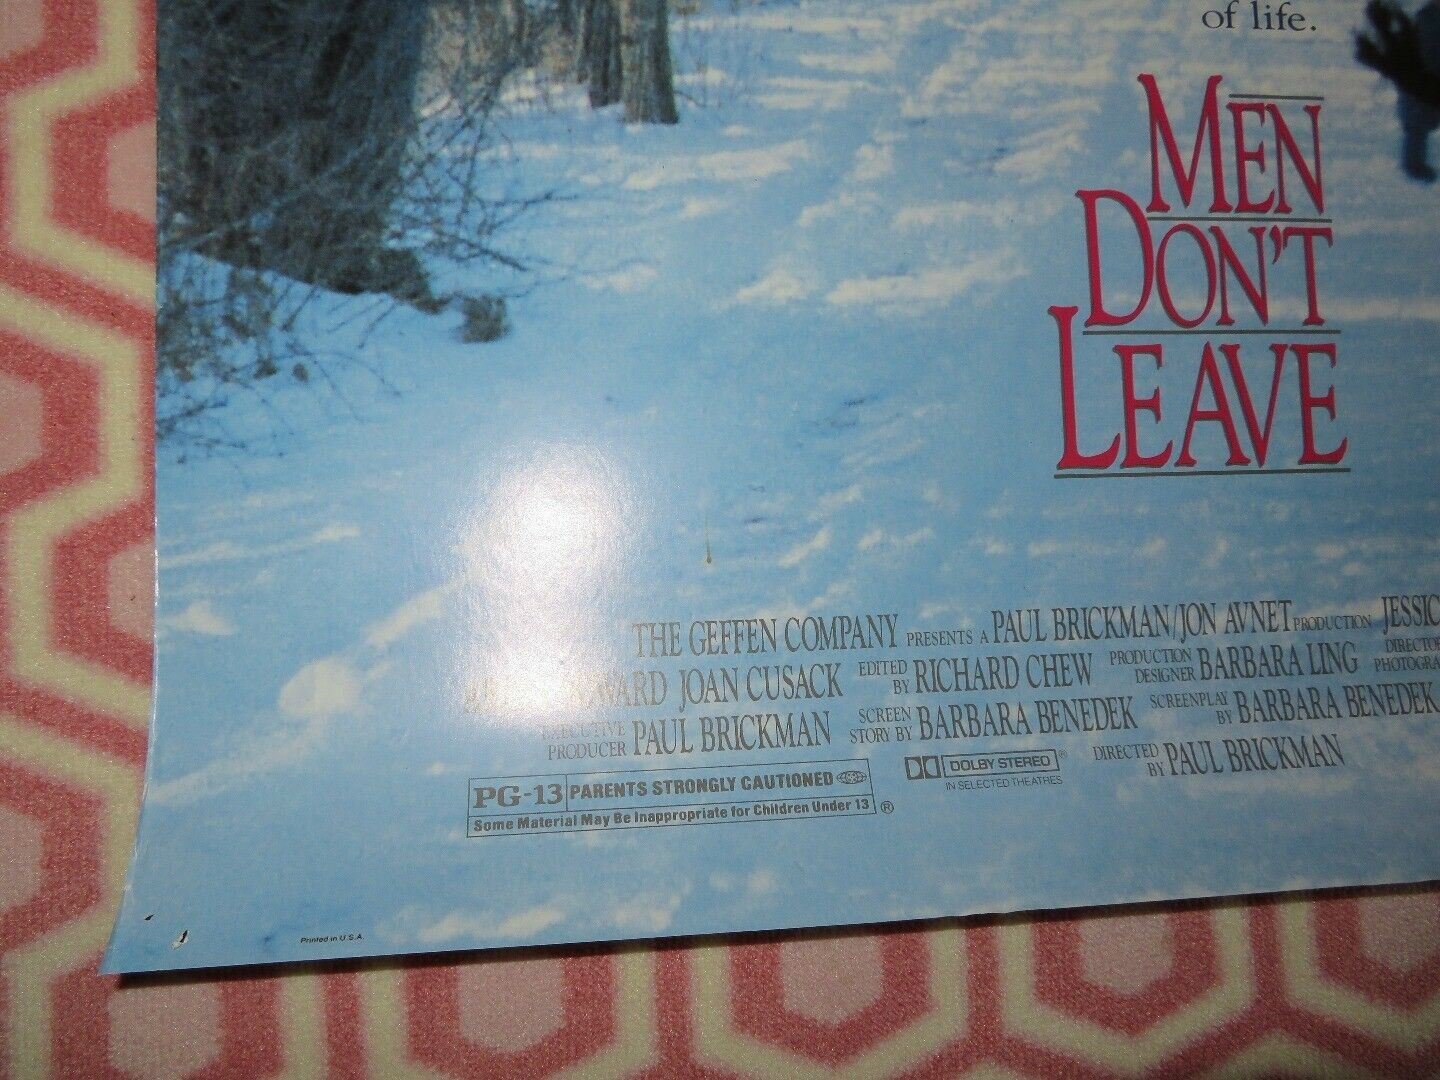 of life.
MEN
DON'T
LEAVE
THE GEFFEN COMPANY PRESENTS A PAUL BRICKMAN/JON AVNET PRODUCTION JESSIC
JOAN CUSACK EDITED BY RICHARD CHEW PRODUCTION DESIGNER BARBARA LING
EXECUTIVE PRODUCER PAUL BRICKMAN SCREEN STORY BY BARBARA BENEDEK SCREENPLAY BY BARBARA BENEDEK
PG-13 PARENTS STRONGLY CAUTIONED
Some Material May Be Inappropriate for Children Under 13 ®
DOLBY STEREO ®
IN SELECTED THEATRES
DIRECTED BY PAUL BRICKMAN
Printed in U.S.A.